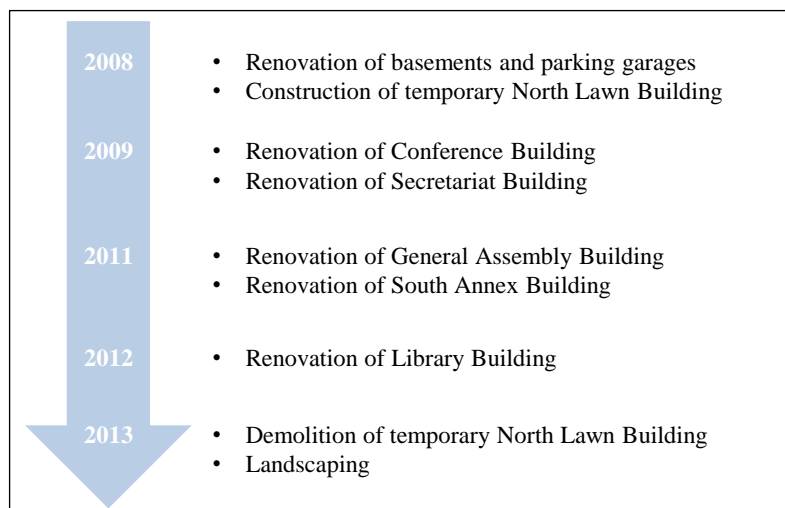 2008
• Renovation of basements and parking garages
• Construction of temporary North Lawn Building
2009
• Renovation of Conference Building
• Renovation of Secretariat Building
2011
• Renovation of General Assembly Building
• Renovation of South Annex Building
2012
• Renovation of Library Building
2013
• Demolition of temporary North Lawn Building
• Landscaping